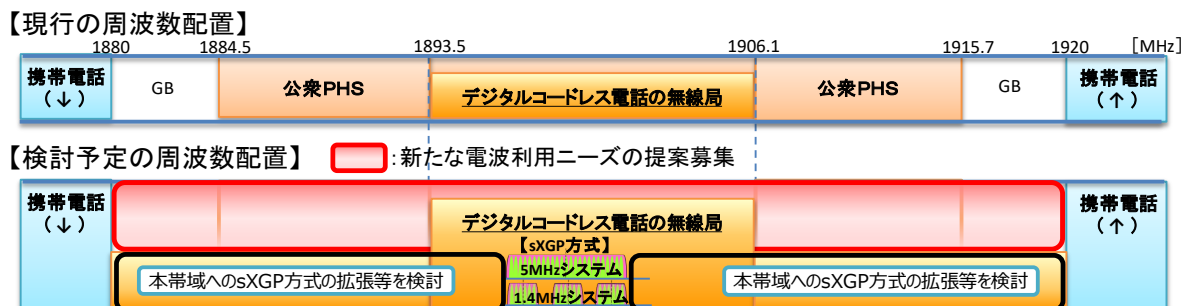 【現行の周波数配置】
1880 1884.5 1893.5 1906.1 1915.7 1920 [MHz]
携帯電話
(↓)
GB
公衆PHS
デジタルコードレス電話の無線局
公衆PHS
GB
携帯電話
(↑)
【検討予定の周波数配置】 :新たな電波利用ニーズの提案募集
携帯電話
(↓)
デジタルコードレス電話の無線局
【sXGP方式】
5MHzシステム
1.4MHzシステム
本帯域へのsXGP方式の拡張等を検討
本帯域へのsXGP方式の拡張等を検討
携帯電話
(↑)